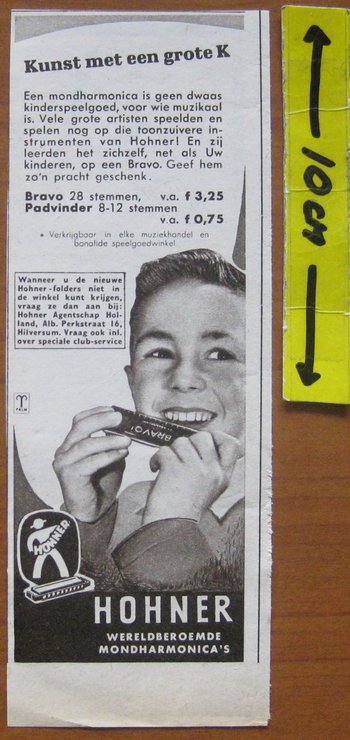 Kunst met een grote K
Een mondharmonica is geen dwaas
kinderspeelgoed, voor wie muzikaal
is. Vele grote artisten speelden en
spelen nog op die toonzuivere in-
strumenten van Hohner! En zij
leerden het zichzelf, net als Uw
kinderen, op een Bravo. Geef hem
zo'n pracht geschenk.
Bravo 28 stemmen, v.a. f 3,25
Padvinder 8-12 stemmen
v.a. f 0,75
* Verkrijgbaar in elke muziekhandel en
bonafide speelgoedwinkel
Wanneer u de nieuwe
Hohner-folders niet in
de winkel kunt krijgen,
vraag ze dan aan bij:
Hohner Agentschap Hol-
land, Alb. Perkstraat 16,
Hilversum. Vraag ook inl.
over speciale club-service
PALM
BRAVO!
HOHNER
HOHNER
WERELDBEROEMDE
MONDHARMONICA'S
10 cm